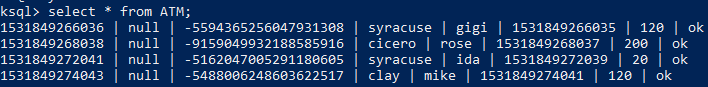 ksql> select * from ATM;
1531849266036 | null | -5594365256047931308 | syracuse | gigi | 1531849266035 | 120 | ok
1531849268038 | null | -9159049932188585916 | cicero | rose | 1531849268037 | 200 | ok
1531849272041 | null | -5162047005291180605 | syracuse | ida | 1531849272039 | 20 | ok
1531849274043 | null | -5488006248603622517 | clay | mike | 1531849274041 | 120 | ok